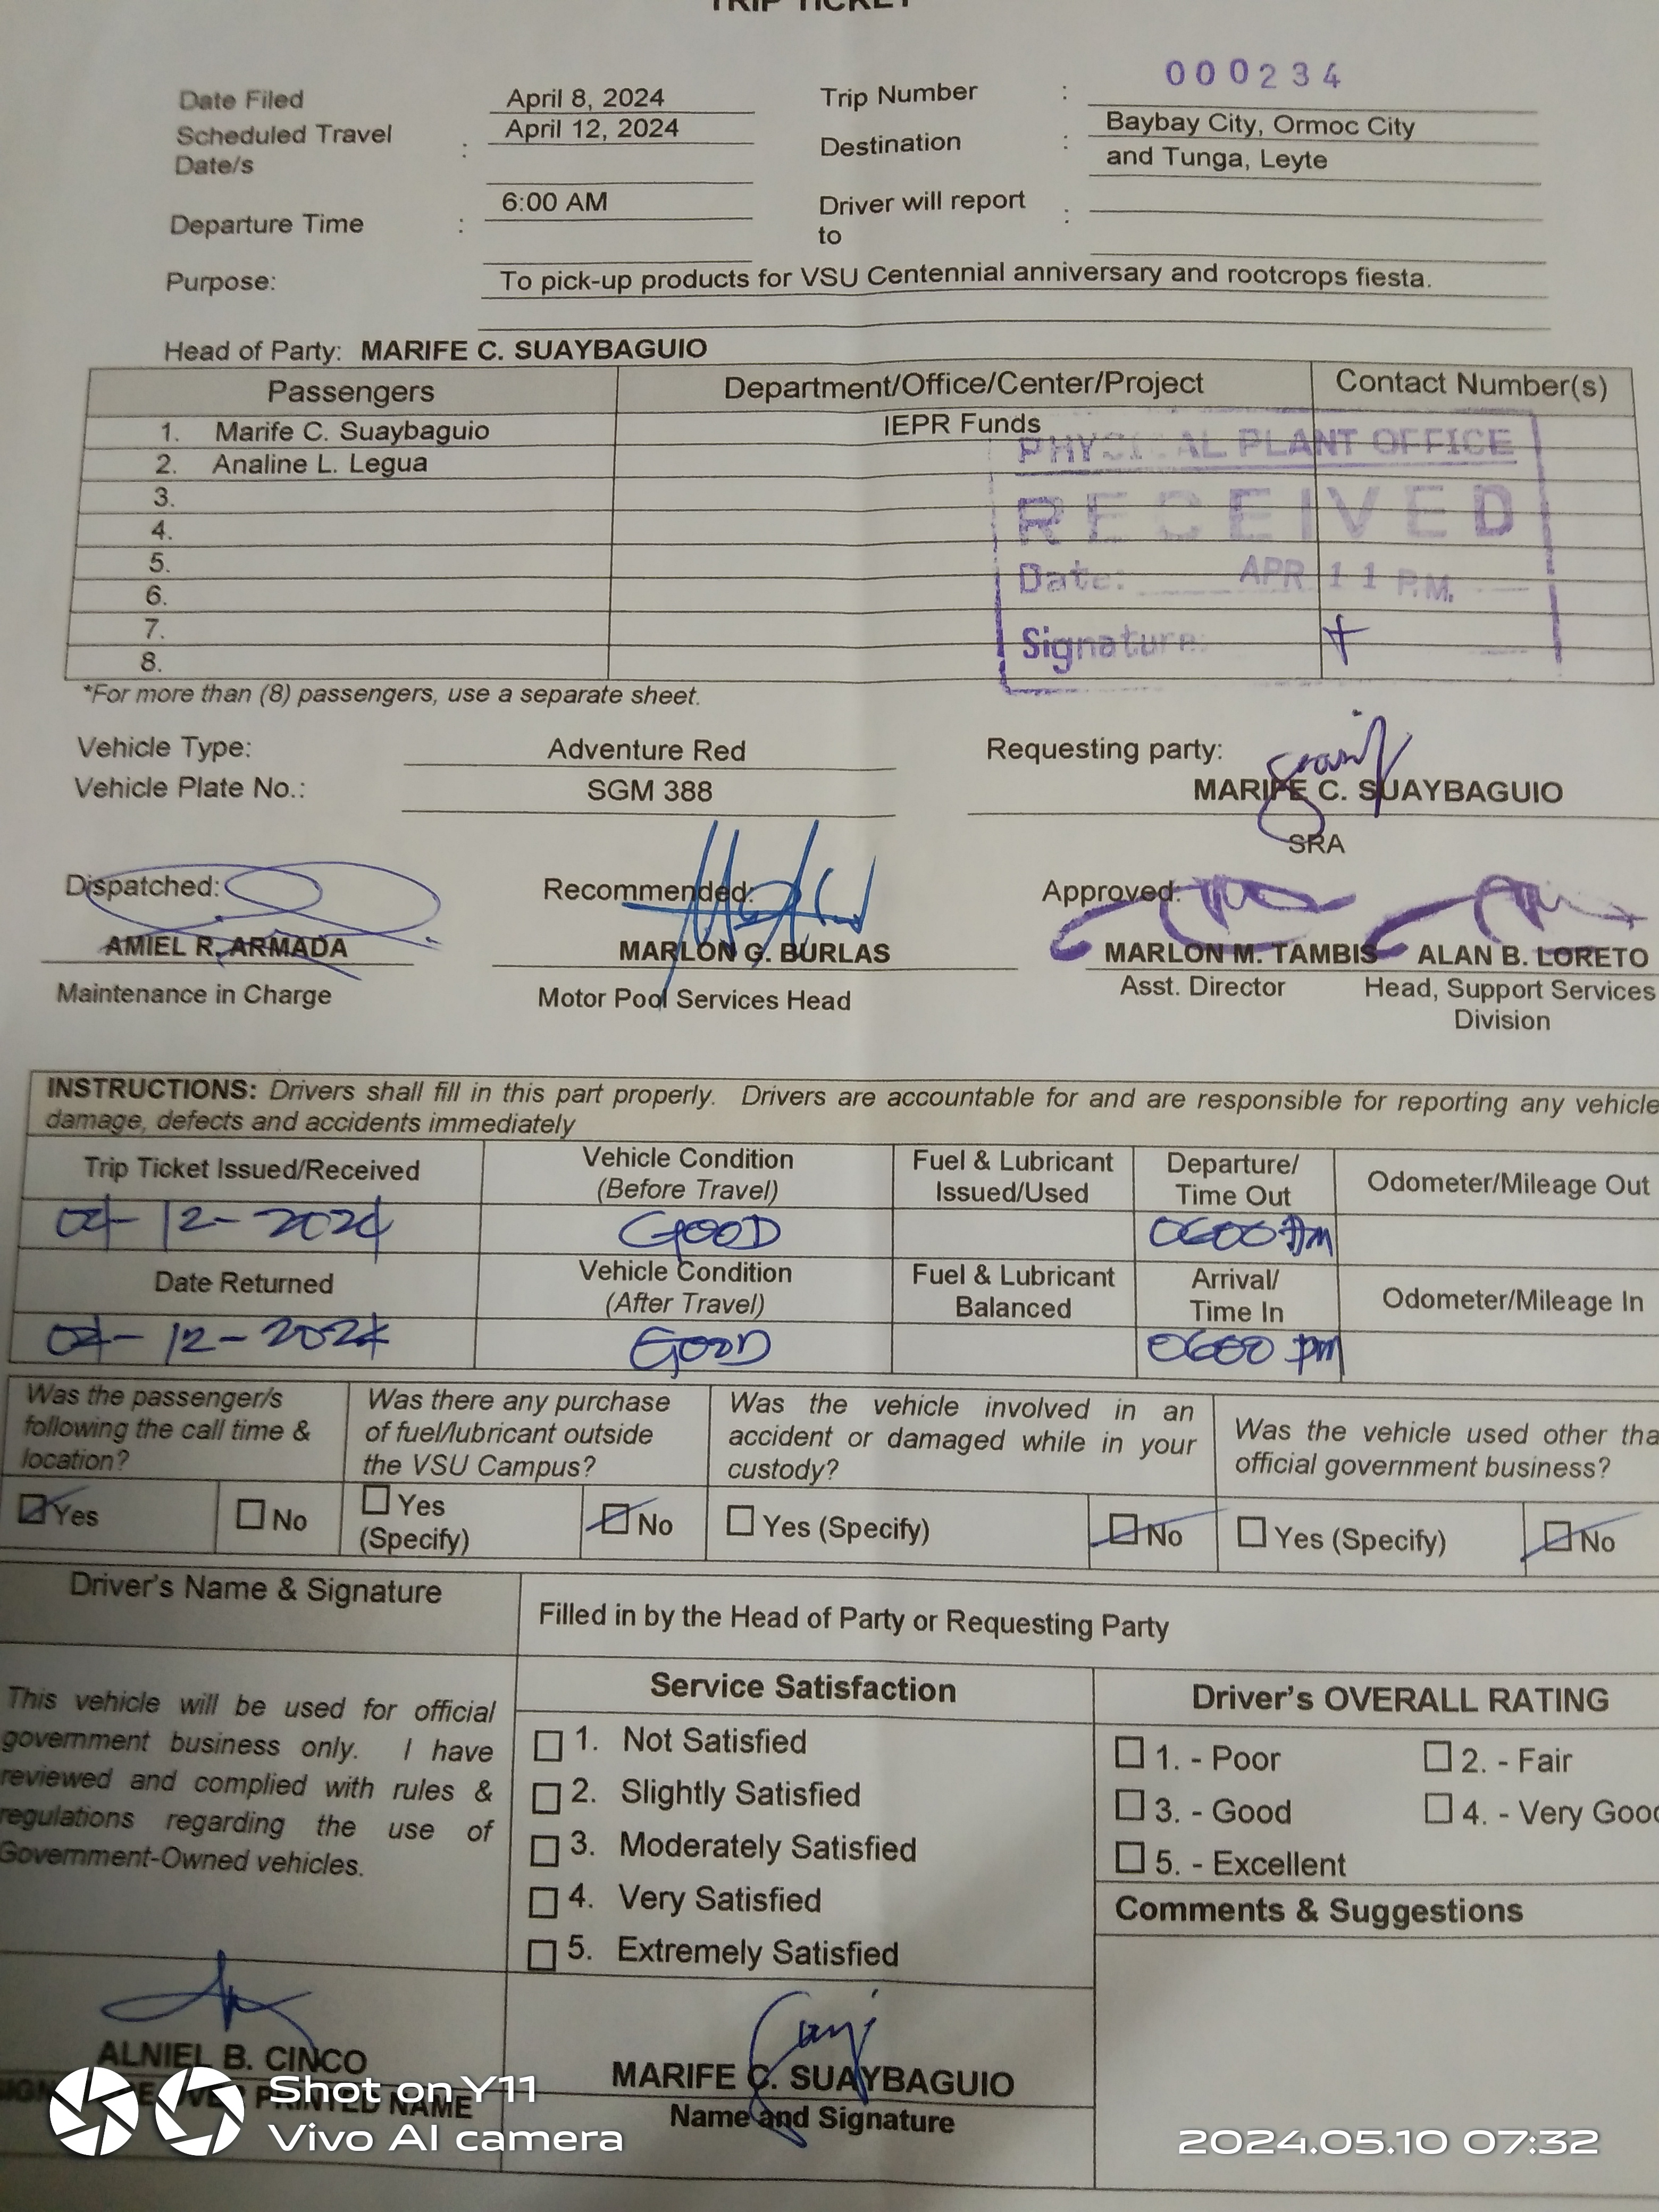 TRIP TICKET
000234
Date Filed April 8, 2024 Trip Number :
Scheduled Travel Date/s : April 12, 2024 Destination : Baybay City, Ormoc City and Tunga, Leyte
Departure Time : 6:00 AM Driver will report to :
Purpose: To pick-up products for VSU Centennial anniversary and rootcrops fiesta.
Head of Party: MARIFE C. SUAYBAGUIO
Passengers Department/Office/Center/Project Contact Number(s)
1. Marife C. Suaybaguio IEPR Funds
2. Analine L. Legua
3.
4.
5.
6.
7.
8.
PHYSICAL PLANT OFFICE
RECEIVED
Date: APR 11 P.M.
Signature:
*For more than (8) passengers, use a separate sheet.
Vehicle Type: Adventure Red Requesting party:
Vehicle Plate No.: SGM 388 MARIFE C. SUAYBAGUIO
SRA
Dispatched: Recommended: Approved:
AMIEL R. ARMADA MARLON G. BURLAS MARLON M. TAMBIS ALAN B. LORETO
Maintenance in Charge Motor Pool Services Head Asst. Director Head, Support Services
Division
INSTRUCTIONS: Drivers shall fill in this part properly. Drivers are accountable for and are responsible for reporting any vehicle
damage, defects and accidents immediately
Trip Ticket Issued/Received Vehicle Condition (Before Travel) Fuel & Lubricant Issued/Used Departure/ Time Out Odometer/Mileage Out
04-12-2024 GOOD 0600 Am
Date Returned Vehicle Condition (After Travel) Fuel & Lubricant Balanced Arrival/ Time In Odometer/Mileage In
04-12-2024 GOOD 0600 pm
Was the passenger/s following the call time & location? Was there any purchase of fuel/lubricant outside the VSU Campus? Was the vehicle involved in an accident or damaged while in your custody? Was the vehicle used other tha official government business?
Yes No Yes (Specify) No Yes (Specify) No Yes (Specify) No
Driver's Name & Signature
Filled in by the Head of Party or Requesting Party
This vehicle will be used for official
government business only. I have
reviewed and complied with rules &
regulations regarding the use of
Government-Owned vehicles.
Service Satisfaction
1. Not Satisfied
2. Slightly Satisfied
3. Moderately Satisfied
4. Very Satisfied
5. Extremely Satisfied
Driver's OVERALL RATING
1. - Poor 2. - Fair
3. - Good 4. - Very Good
5. - Excellent
Comments & Suggestions
ALNIEL B. CINCO
PRINTED NAME
MARIFE C. SUAYBAGUIO
Name and Signature
Shot on Y11
Vivo AI camera
2024.05.10 07:32